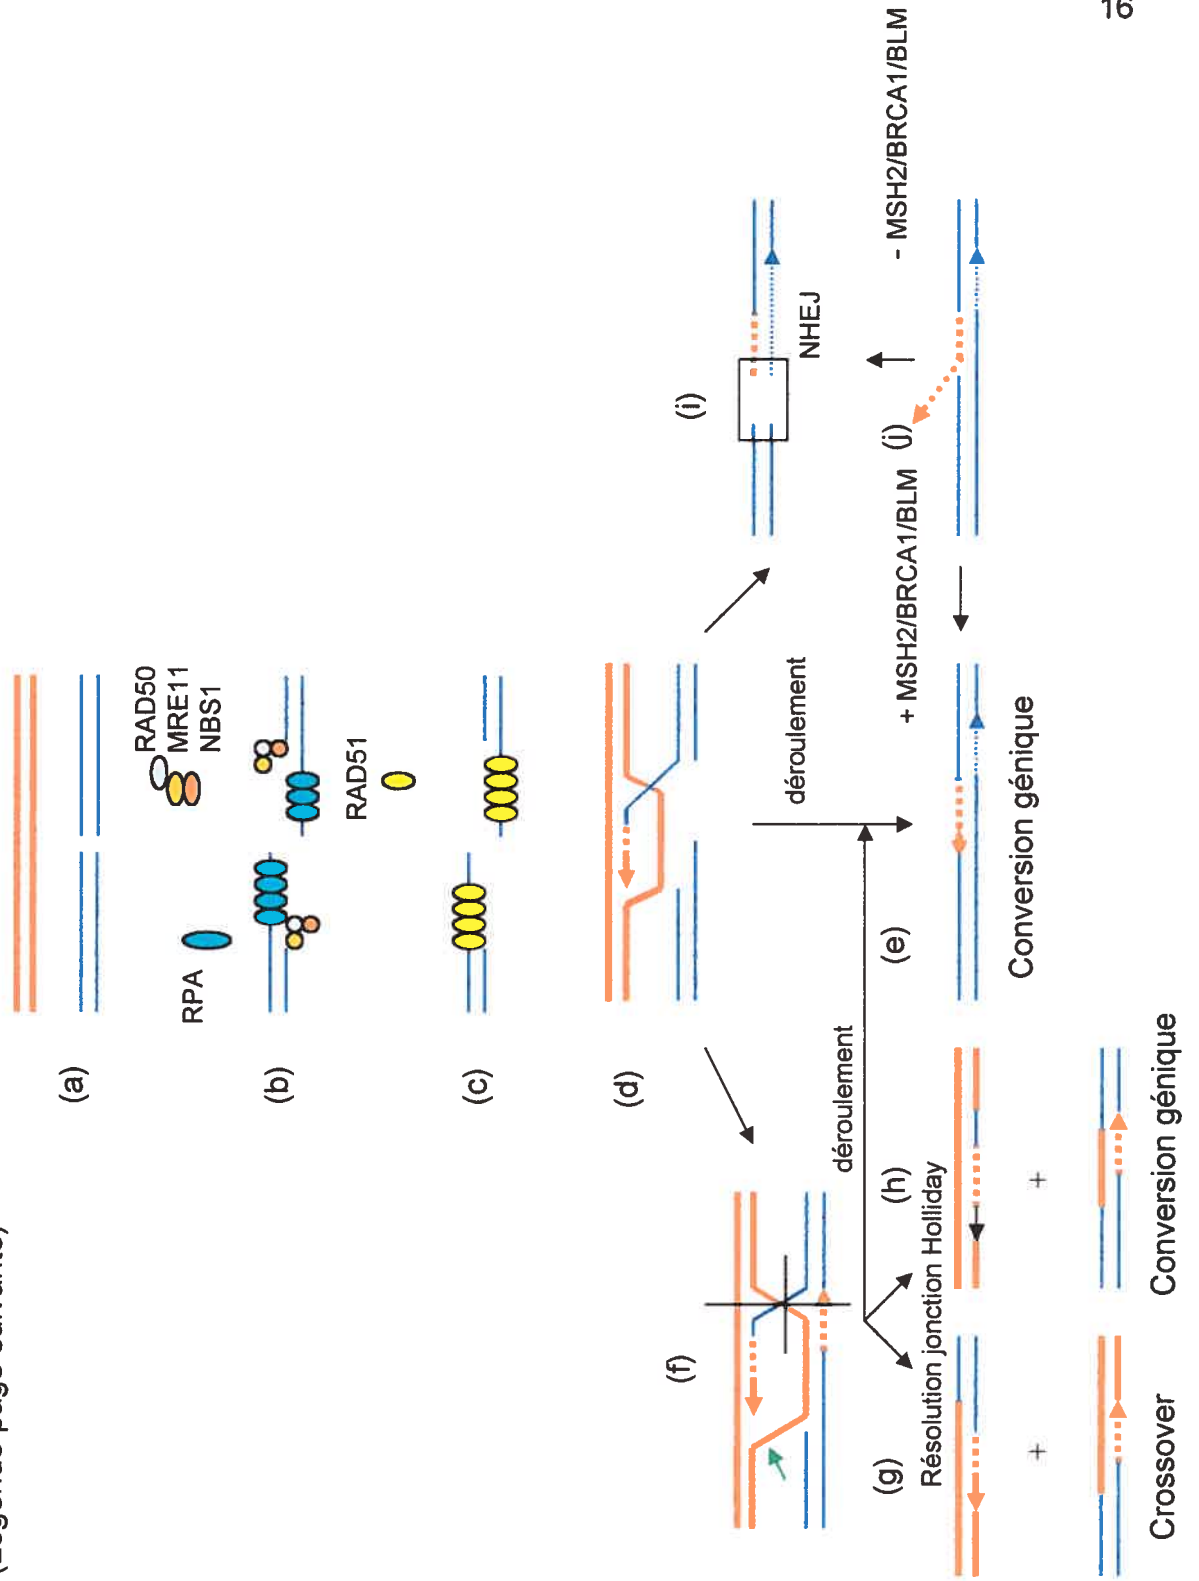 (a)
RAD50
MRE11
NBS1
RPA
(b)
RAD51
(c)
(d)
(f)
déroulement
(i)
NHEJ
déroulement
(e)
(g)
Résolution jonction Holliday
(h)
+ MSH2/BRCA1/BLM
(j)
- MSH2/BRCA1/BLM
+
+
Crossover
Conversion génique
Conversion génique
16